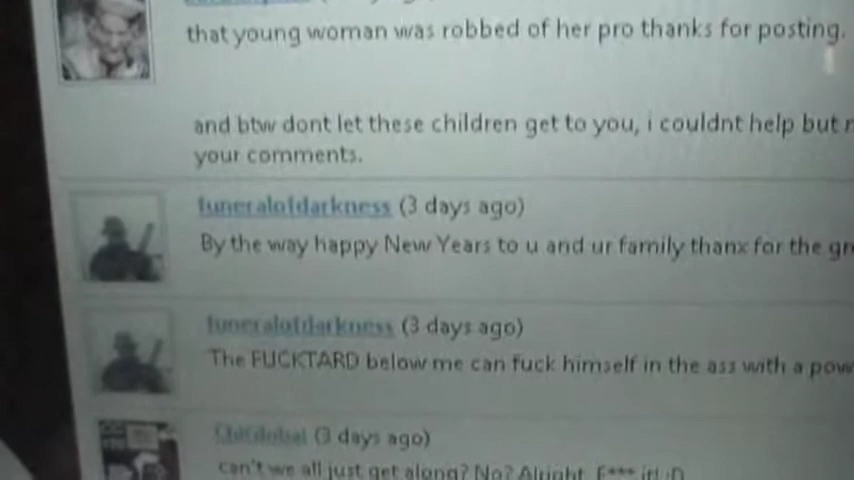 that young woman was robbed of her pro thanks for posting.
and btw dont let these children get to you, i couldnt help but
your comments.
funeralofdarkness (3 days ago)
By the way happy New Years to u and ur family thanx for the
funeralofdarkness (3 days ago)
The FUCKTARD below me can fuck himself in the ass with a
(3 days ago)
can't we all just get along? No? Alright, F*** it! :D